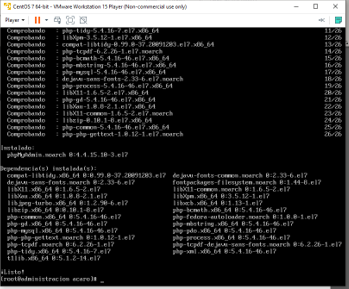 CentOS 7 64-bit - VMware Workstation 15 Player (Non-commercial use only)
Player
Comprobando : php-tidy-5.4.16-7.el7.x86_64 11/26
Comprobando : libXpm-3.5.12-1.el7.x86_64 12/26
Comprobando : compat-libtidy-0.99.0-37.20091203.el7.x86_64 13/26
Comprobando : php-tcpdf-6.2.26-1.el7.noarch 14/26
Comprobando : php-bcmath-5.4.16-46.el7.x86_64 15/26
Comprobando : php-mbstring-5.4.16-46.el7.x86_64 16/26
Comprobando : php-mysql-5.4.16-46.el7.x86_64 17/26
Comprobando : dejavu-sans-fonts-2.33-6.el7.noarch 18/26
Comprobando : php-process-5.4.16-46.el7.x86_64 19/26
Comprobando : libX11-1.6.5-2.el7.x86_64 20/26
Comprobando : php-gd-5.4.16-46.el7.x86_64 21/26
Comprobando : libXau-1.0.8-2.1.el7.x86_64 22/26
Comprobando : libX11-common-1.6.5-2.el7.noarch 23/26
Comprobando : libzip-0.10.1-8.el7.x86_64 24/26
Comprobando : php-common-5.4.16-46.el7.x86_64 25/26
Comprobando : php-php-gettext-1.0.12-1.el7.noarch 26/26
Instalado:
phpMyAdmin.noarch 0:4.4.15.10-3.el7
Dependencia(s) instalada(s):
compat-libtidy.x86_64 0:0.99.0-37.20091203.el7 dejavu-fonts-common.noarch 0:2.33-6.el7
dejavu-sans-fonts.noarch 0:2.33-6.el7 fontpackages-filesystem.noarch 0:1.44-8.el7
libX11.x86_64 0:1.6.5-2.el7 libX11-common.noarch 0:1.6.5-2.el7
libXau.x86_64 0:1.0.8-2.1.el7 libXpm.x86_64 0:3.5.12-1.el7
libjpeg-turbo.x86_64 0:1.2.90-6.el7 libxcb.x86_64 0:1.13-1.el7
libzip.x86_64 0:0.10.1-8.el7 php-bcmath.x86_64 0:5.4.16-46.el7
php-common.x86_64 0:5.4.16-46.el7 php-fedora-autoloader.noarch 0:1.0.0-1.el7
php-gd.x86_64 0:5.4.16-46.el7 php-mbstring.x86_64 0:5.4.16-46.el7
php-mysql.x86_64 0:5.4.16-46.el7 php-pdo.x86_64 0:5.4.16-46.el7
php-php-gettext.noarch 0:1.0.12-1.el7 php-process.x86_64 0:5.4.16-46.el7
php-tcpdf.noarch 0:6.2.26-1.el7 php-tcpdf-dejavu-sans-fonts.noarch 0:6.2.26-1.el7
php-tidy.x86_64 0:5.4.16-7.el7 php-xml.x86_64 0:5.4.16-46.el7
t1lib.x86_64 0:5.1.2-14.el7
¡Listo!
[root@administracion acaro]# _